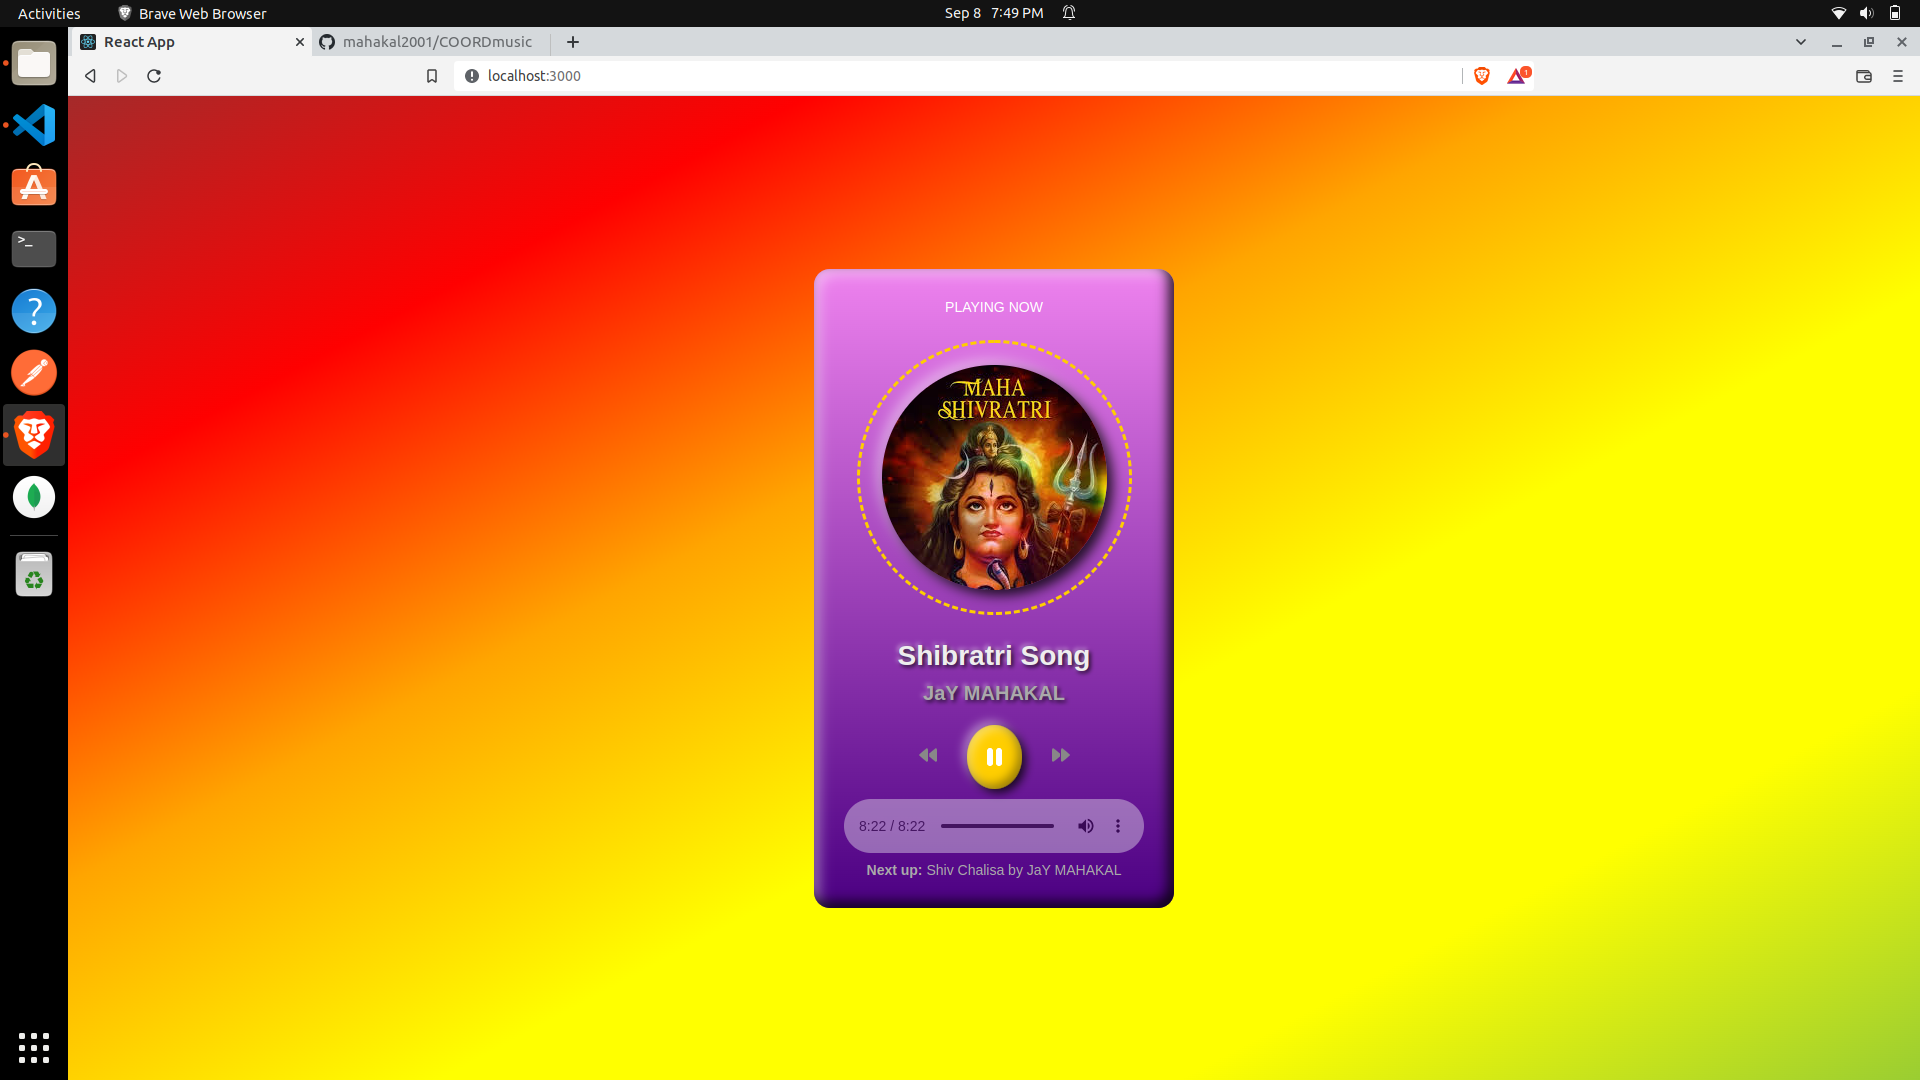 Activities
Brave Web Browser
Sep 8 7:49 PM
React App
mahakal2001/COORDmusic
localhost:3000
1
>_
?
PLAYING NOW
MAHA
SHIVRATRI
Shibratri Song
JaY MAHAKAL
8:22 / 8:22
Next up: Shiv Chalisa by JaY MAHAKAL